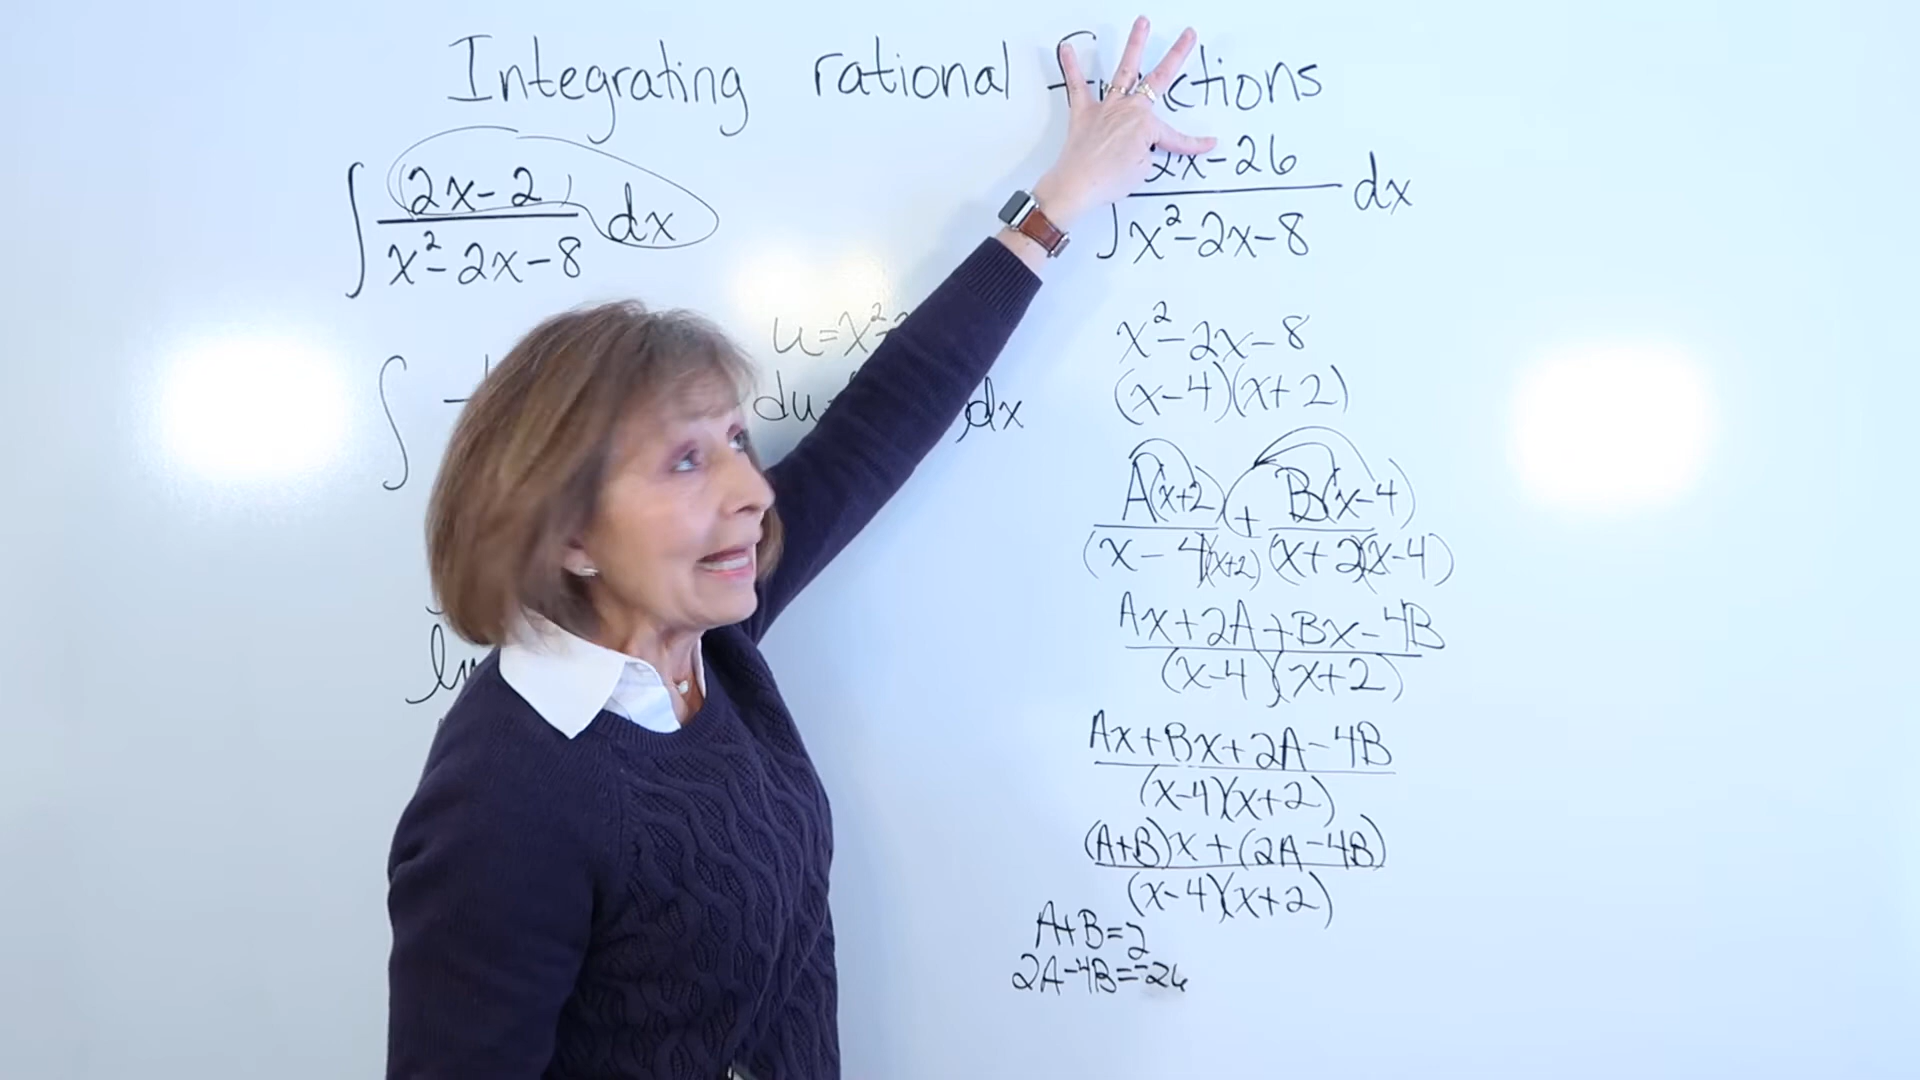 Integrating rational
∫ (2x-2) dx
x²-2x-8
u=x²
∫
du
dx
ln
2x-26 dx
∫ x²-2x-8
x²-2x-8
(x-4)(x+2)
A(x+2) + B(x-4)
(x-4)(x+2) (x+2)(x-4)
Ax+2A+Bx-4B
(x-4)(x+2)
Ax+Bx+2A-4B
(x-4)(x+2)
(A+B)x+(2A-4B)
(x-4)(x+2)
A+B=2
2A-4B=-26